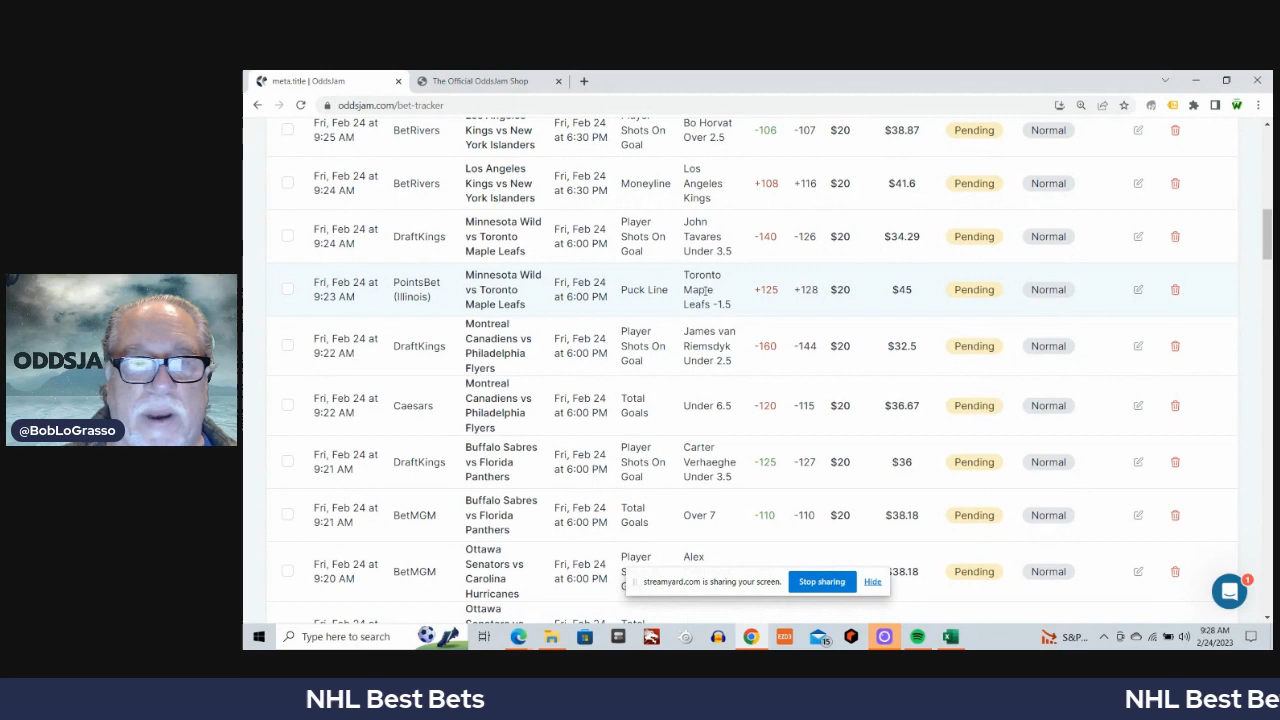 meta.title | OddsJam
The Official OddsJam Shop
oddsjam.com/bet-tracker
Fri, Feb 24 at 9:25 AM BetRivers Los Angeles Kings vs New York Islanders Fri, Feb 24 at 6:30 PM Player Shots On Goal Bo Horvat Over 2.5 -106 -107 $20 $38.87 Pending Normal
Fri, Feb 24 at 9:24 AM BetRivers Los Angeles Kings vs New York Islanders Fri, Feb 24 at 6:30 PM Moneyline Los Angeles Kings +108 +116 $20 $41.6 Pending Normal
Fri, Feb 24 at 9:24 AM DraftKings Minnesota Wild vs Toronto Maple Leafs Fri, Feb 24 at 6:00 PM Player Shots On Goal John Tavares Under 3.5 -140 -126 $20 $34.29 Pending Normal
Fri, Feb 24 at 9:23 AM PointsBet (Illinois) Minnesota Wild vs Toronto Maple Leafs Fri, Feb 24 at 6:00 PM Puck Line Toronto Maple Leafs -1.5 +125 +128 $20 $45 Pending Normal
Fri, Feb 24 at 9:22 AM DraftKings Montreal Canadiens vs Philadelphia Flyers Fri, Feb 24 at 6:00 PM Player Shots On Goal James van Riemsdyk Under 2.5 -160 -144 $20 $32.5 Pending Normal
Fri, Feb 24 at 9:22 AM Caesars Montreal Canadiens vs Philadelphia Flyers Fri, Feb 24 at 6:00 PM Total Goals Under 6.5 -120 -115 $20 $36.67 Pending Normal
Fri, Feb 24 at 9:21 AM DraftKings Buffalo Sabres vs Florida Panthers Fri, Feb 24 at 6:00 PM Player Shots On Goal Carter Verhaeghe Under 3.5 -125 -127 $20 $36 Pending Normal
Fri, Feb 24 at 9:21 AM BetMGM Buffalo Sabres vs Florida Panthers Fri, Feb 24 at 6:00 PM Total Goals Over 7 -110 -110 $20 $38.18 Pending Normal
Fri, Feb 24 at 9:20 AM BetMGM Ottawa Senators vs Carolina Hurricanes Fri, Feb 24 at 6:00 PM Player Alex $38.18 Pending Normal
Ottawa
streamyard.com is sharing your screen. Stop sharing Hide
1
Type here to search
EZD3
15
S&P...
9:28 AM
2/24/2023
ODDSJA
@BobLoGrasso
NHL Best Bets
NHL Best Be